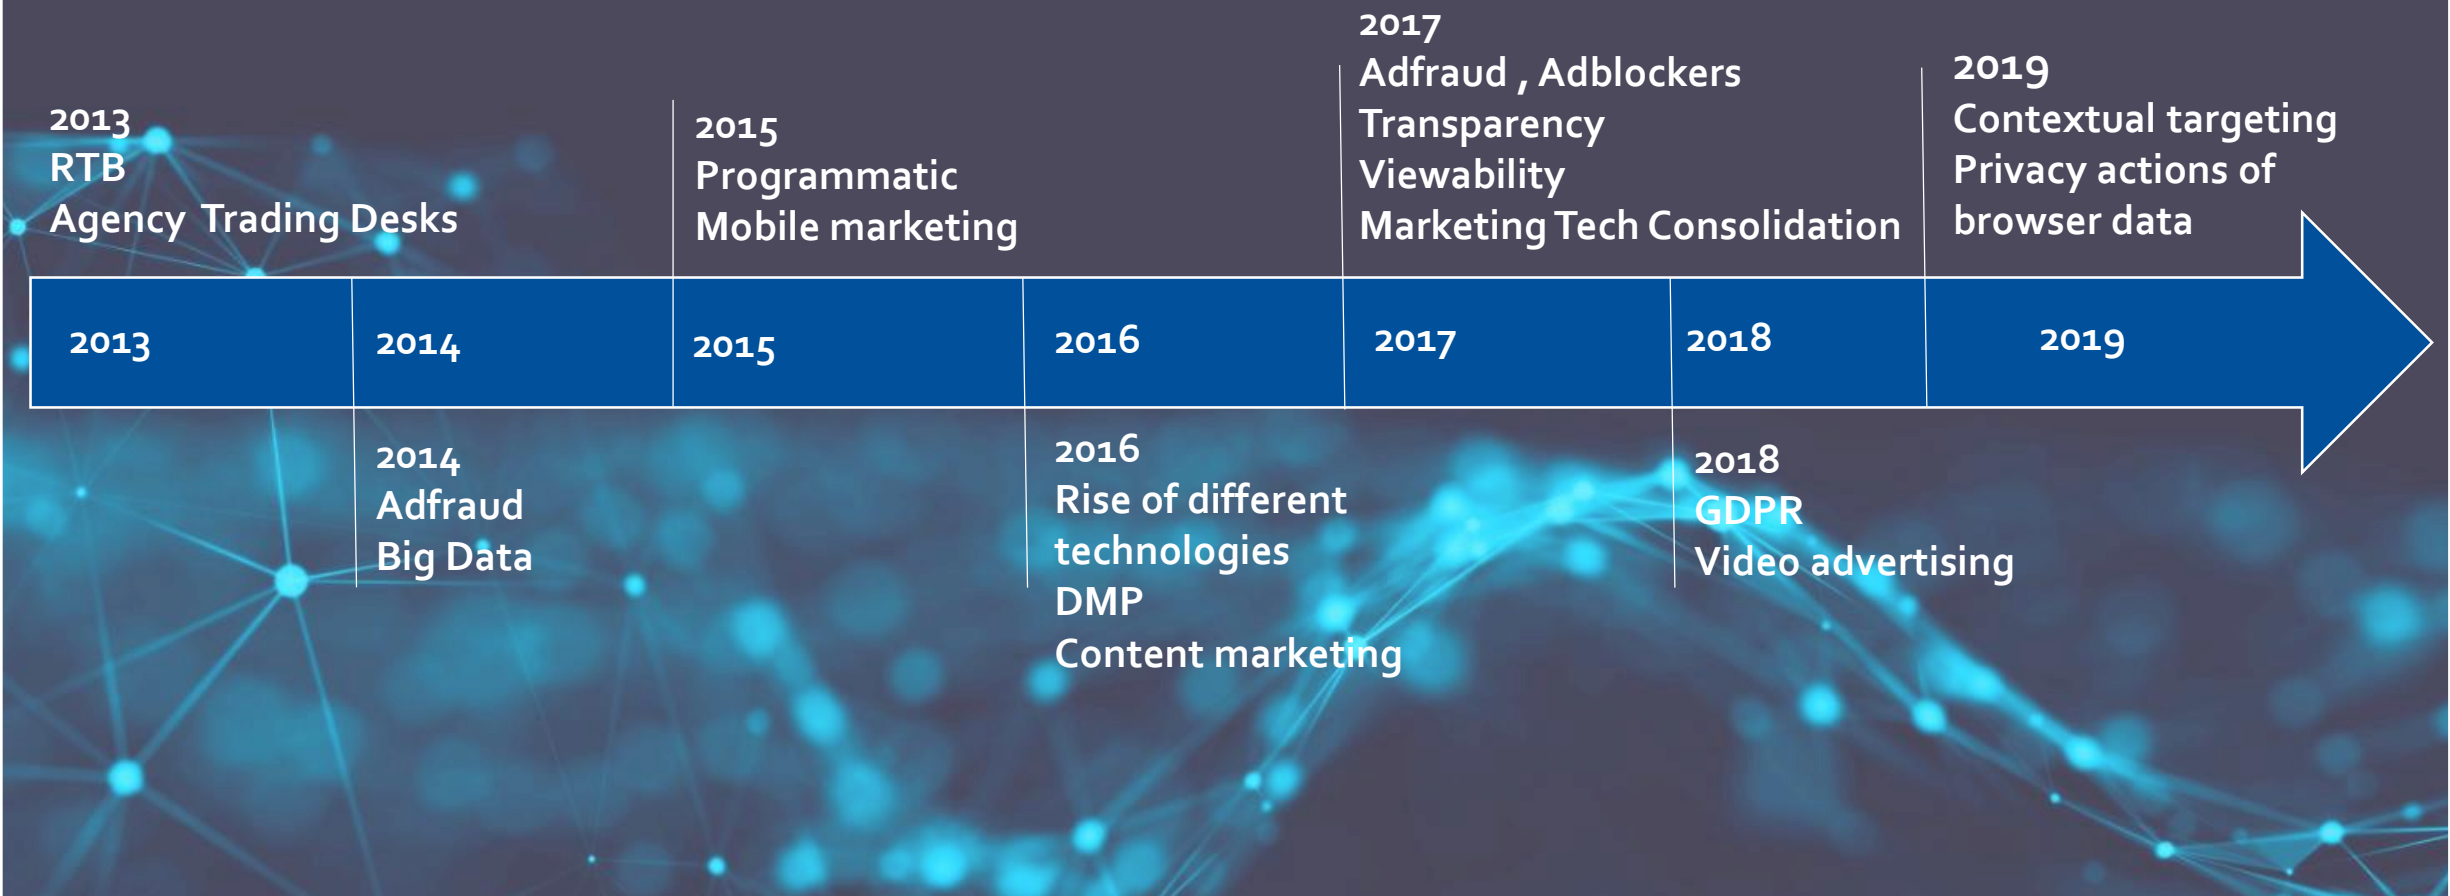 2013
RTB
Agency Trading Desks
2015
Programmatic
Mobile marketing
2017
Adfraud , Adblockers
Transparency
Viewability
Marketing Tech Consolidation
2019
Contextual targeting
Privacy actions of
browser data
2013
2014
2015
2016
2017
2018
2019
2014
Adfraud
Big Data
2016
Rise of different
technologies
DMP
Content marketing
2018
GDPR
Video advertising